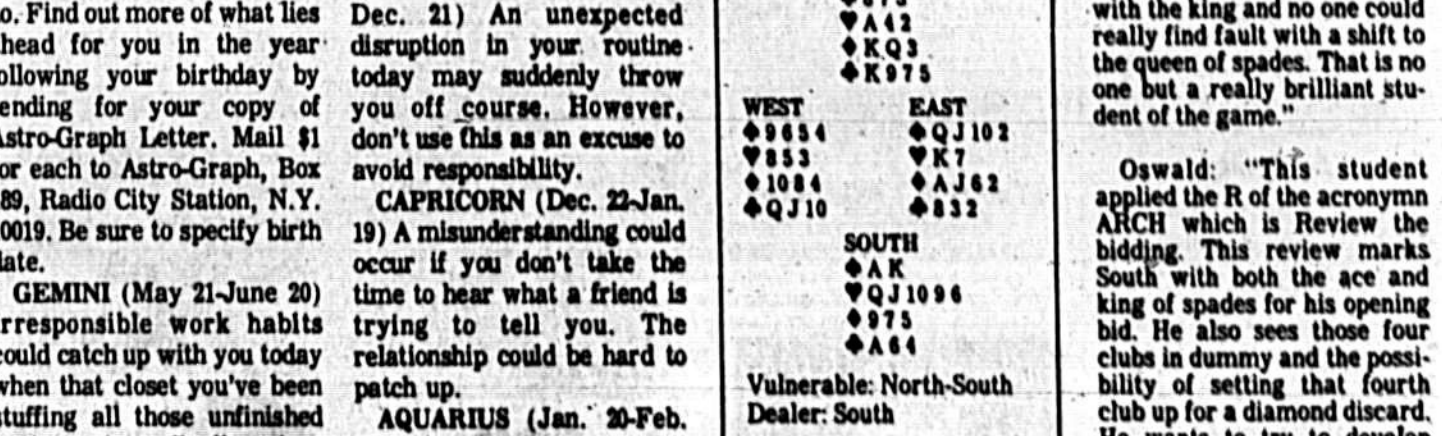 o. Find out more of what lies
head for you in the year
ollowing your birthday by
ending for your copy of
Astro-Graph Letter. Mail $1
or each to Astro-Graph, Box
89, Radio City Station, N.Y.
0019. Be sure to specify birth
late.
GEMINI (May 21-June 20)
rresponsible work habits
could catch up with you today
when that closet you've been
stuffing all those unfinished
Dec. 21) An unexpected
disruption in your routine
today may suddenly throw
you off course. However,
don't use this as an excuse to
avoid responsibility.
CAPRICORN (Dec. 22-Jan.
19) A misunderstanding could
occur if you don't take the
time to hear what a friend is
trying to tell you. The
relationship could be hard to
patch up.
AQUARIUS (Jan. 20-Feb.
♥A42
♦KQ3
♣K975
WEST EAST
♠9654 ♠QJ102
♥853 ♥K7
♦1084 ♦AJ62
♣QJ10 ♣832
SOUTH
♠AK
♥QJ1096
♦975
♣A64
Vulnerable: North-South
Dealer: South
with the king and no one could
really find fault with a shift to
the queen of spades. That is no
one but a really brilliant stu-
dent of the game."
Oswald: "This student
applied the R of the acronymn
ARCH which is Review the
bidding. This review marks
South with both the ace and
king of spades for his opening
bid. He also sees those four
clubs in dummy and the possi-
bility of setting that fourth
club up for a diamond discard.
He wants to try to develop